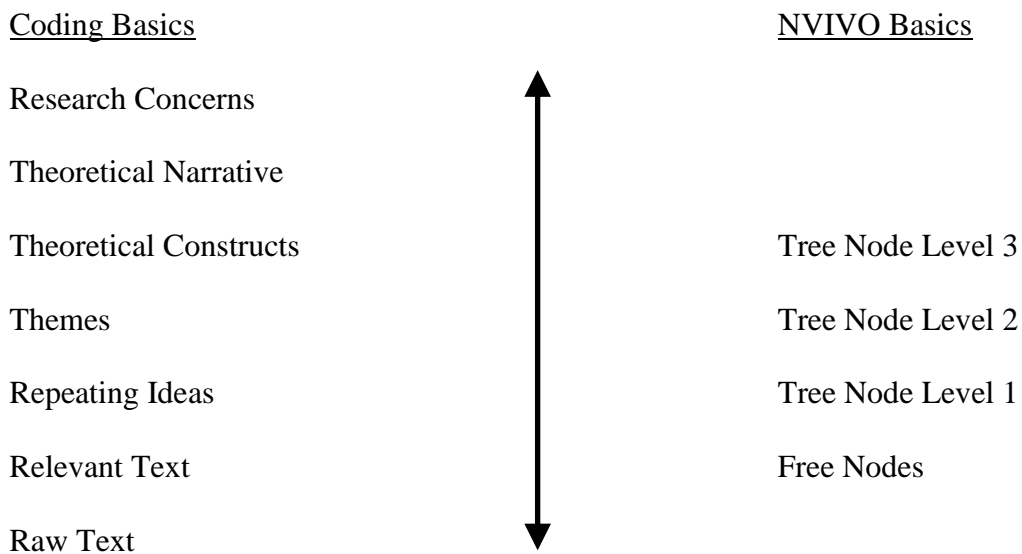 Coding Basics NVIVO Basics
Research Concerns
Theoretical Narrative
Theoretical Constructs Tree Node Level 3
Themes Tree Node Level 2
Repeating Ideas Tree Node Level 1
Relevant Text Free Nodes
Raw Text